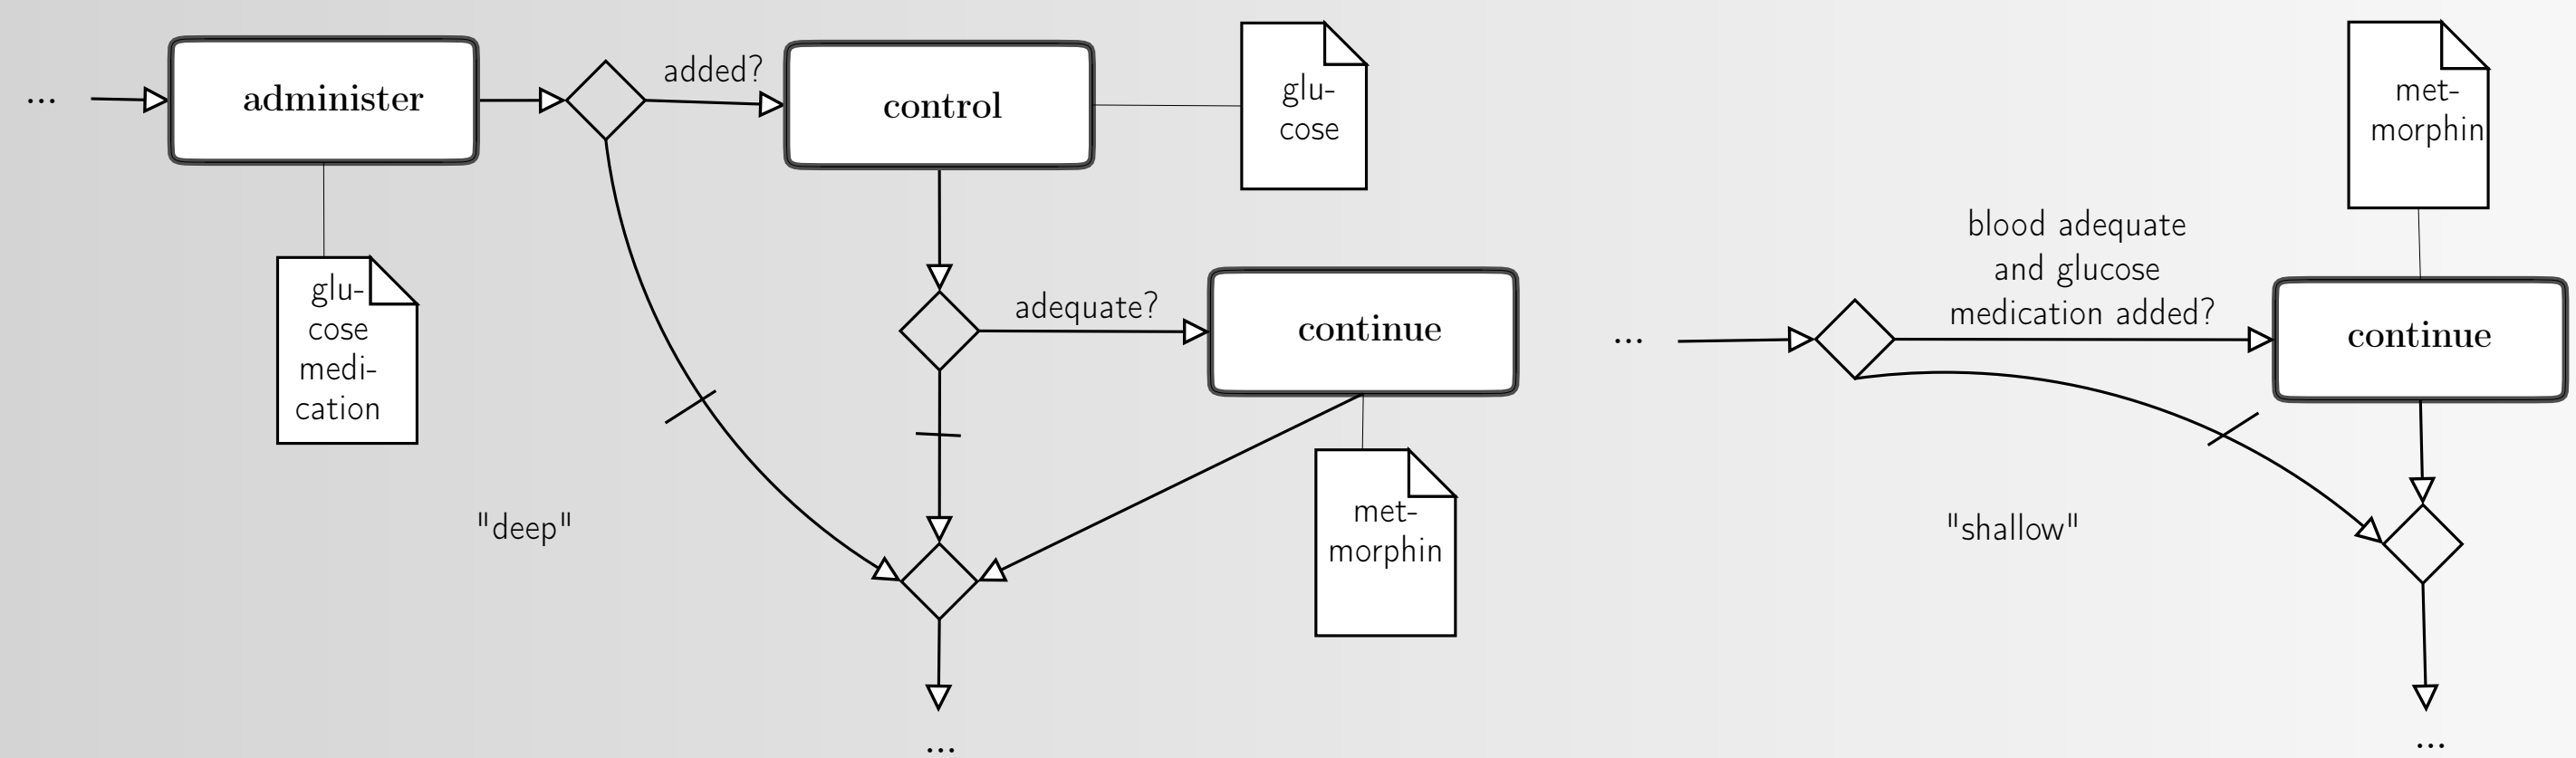 ...
administer
added?
control
glu-
cose
glu-
cose
medi-
cation
adequate?
continue
met-
morphin
"deep"
...
...
blood adequate
and glucose
medication added?
met-
morphin
continue
"shallow"
...